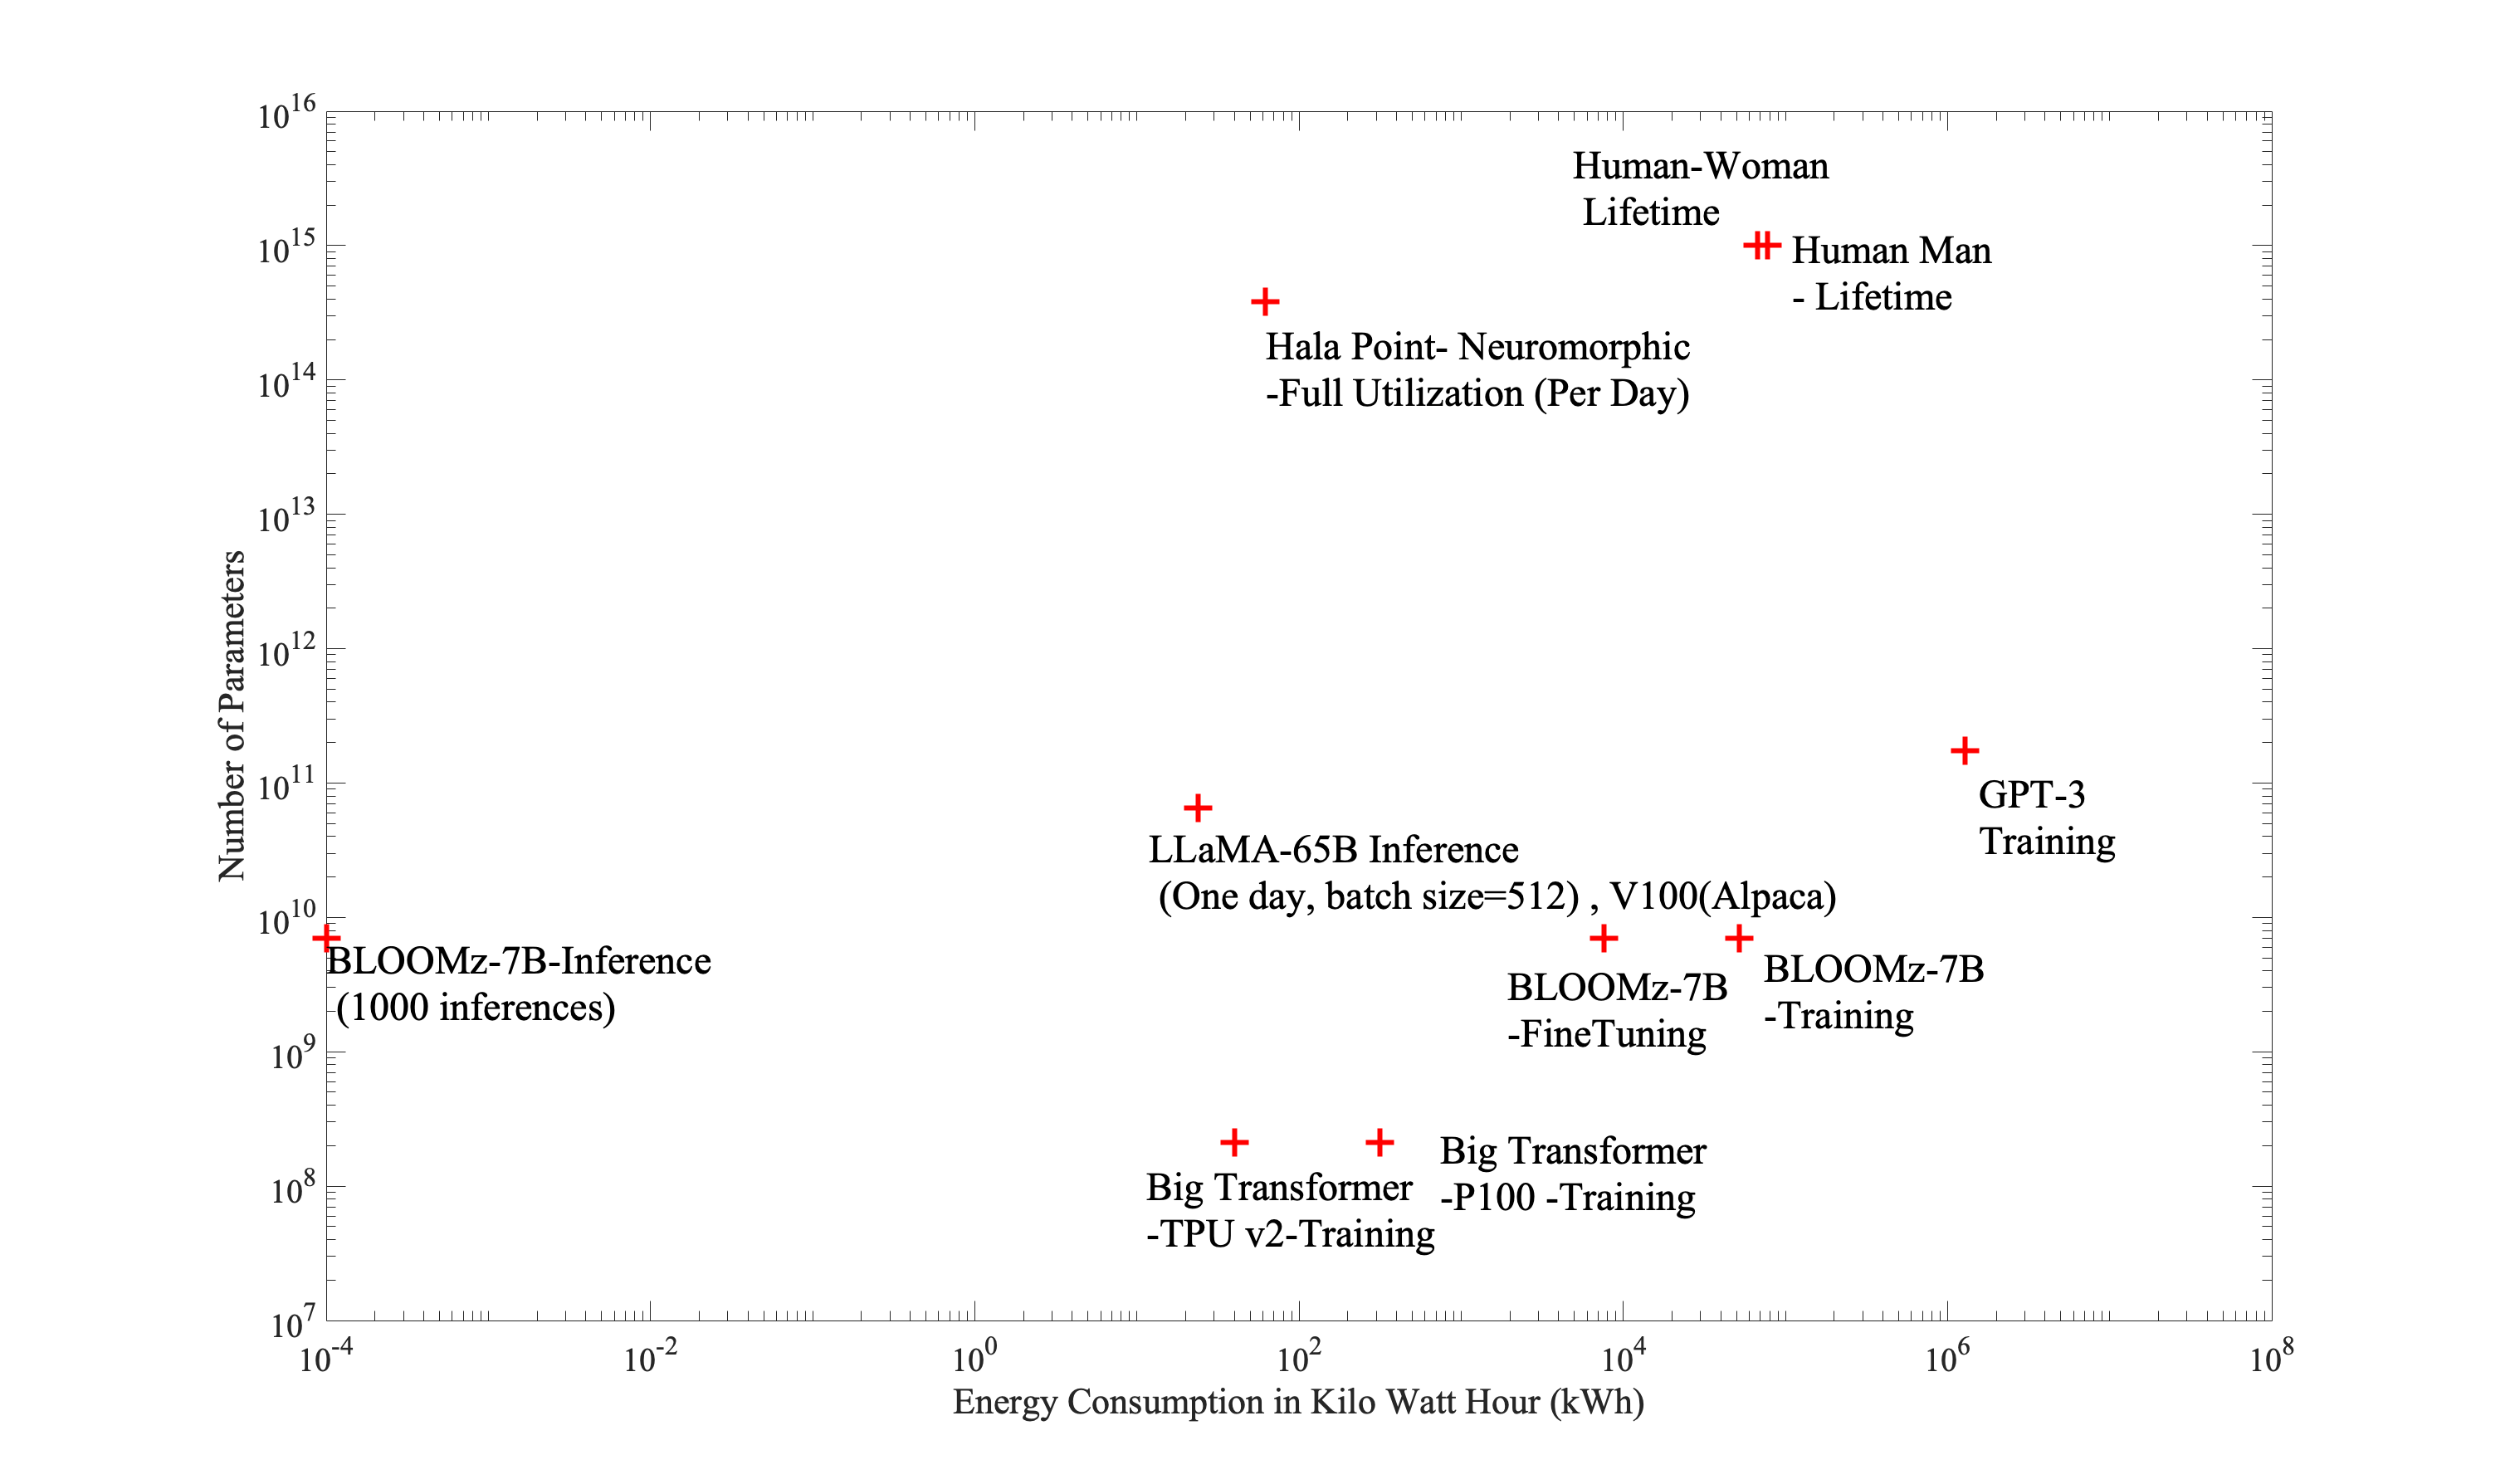 10^16
10^15
10^14
10^13
10^12
10^11
10^10
10^9
10^8
10^7
Number of Parameters
Human-Woman
Lifetime
Human Man
- Lifetime
Hala Point- Neuromorphic
-Full Utilization (Per Day)
GPT-3
Training
LLaMA-65B Inference
(One day, batch size=512) , V100(Alpaca)
BLOOMz-7B-Inference
(1000 inferences)
BLOOMz-7B
-FineTuning
BLOOMz-7B
-Training
Big Transformer
-TPU v2-Training
Big Transformer
-P100 -Training
10^-4 10^-2 10^0 10^2 10^4 10^6 10^8
Energy Consumption in Kilo Watt Hour (kWh)